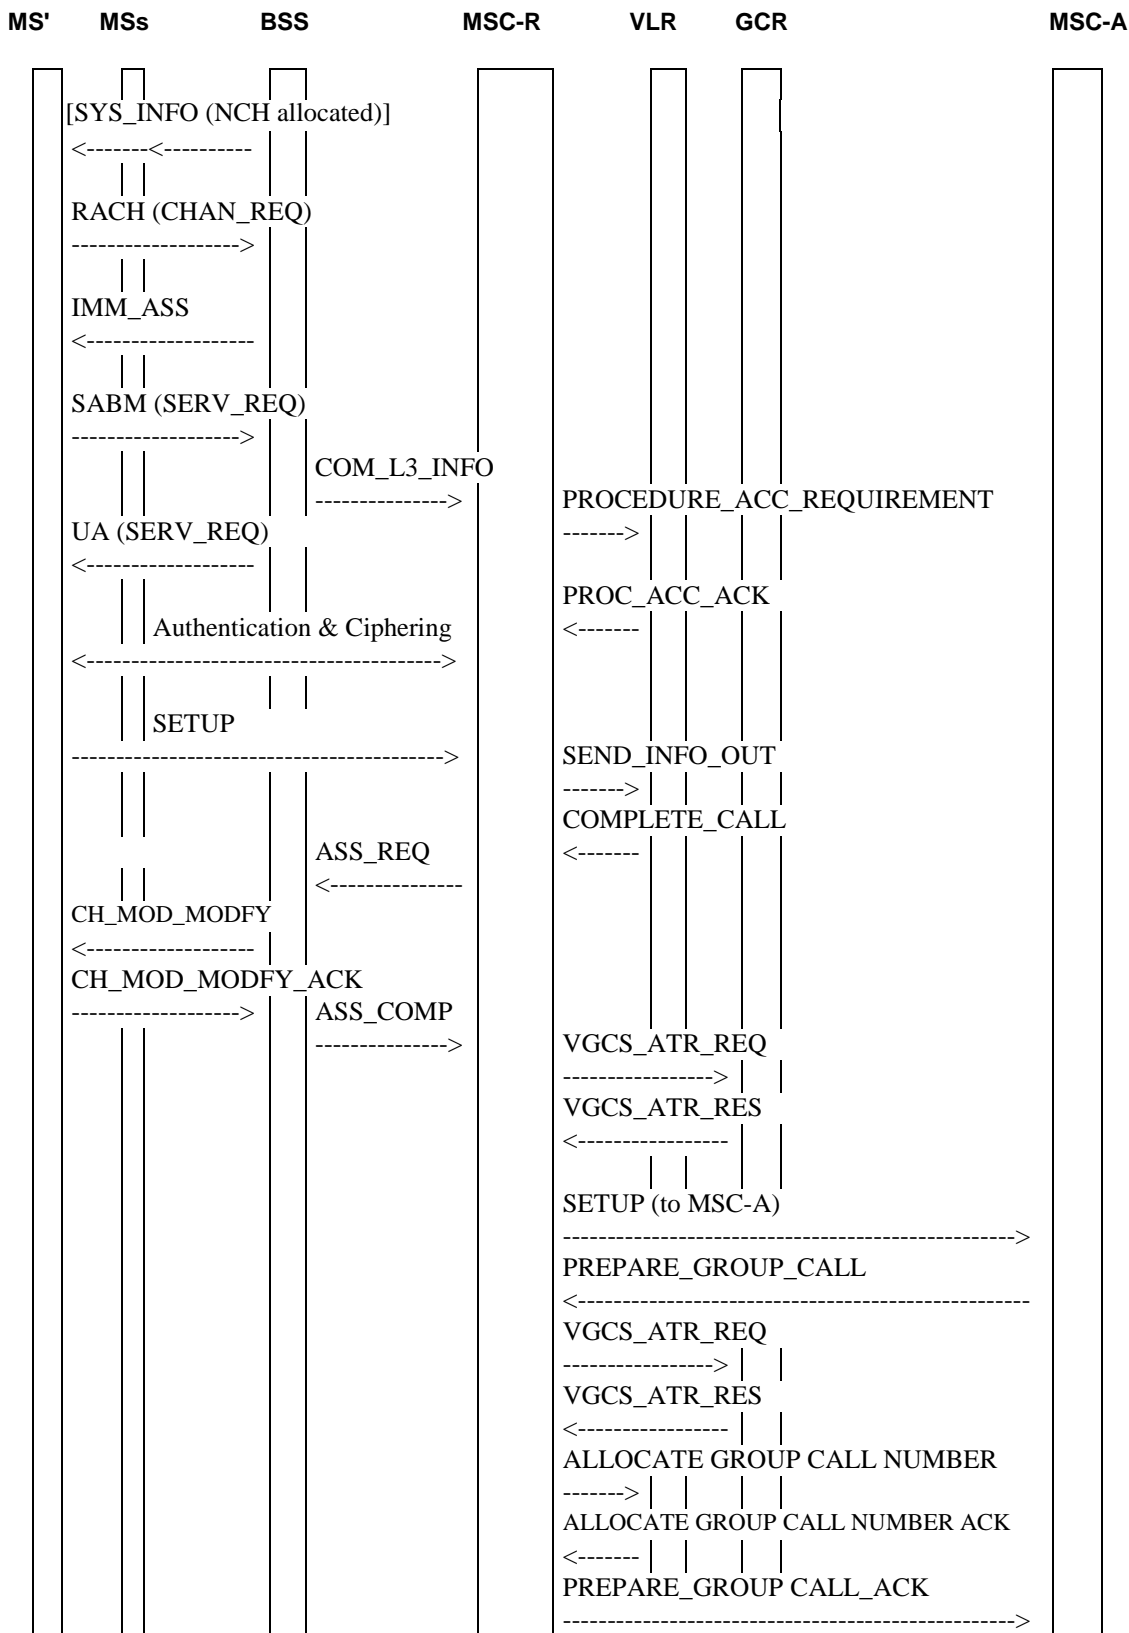 MS' MSs BSS MSC-R VLR GCR MSC-A
[SYS_INFO (NCH allocated)]
<-------<----------
RACH (CHAN_REQ)
------------------->
IMM_ASS
<-------------------
SABM (SERV_REQ)
------------------->
COM_L3_INFO
---------------> PROCEDURE_ACC_REQUIREMENT
UA (SERV_REQ) ------->
<-------------------
PROC_ACC_ACK
Authentication & Ciphering <-------
<---------------------------------------->
SETUP
------------------------------------------> SEND_INFO_OUT
------->
COMPLETE_CALL
ASS_REQ <-------
<---------------
CH_MOD_MODFY
<-------------------
CH_MOD_MODFY_ACK
-------------------> ASS_COMP
---------------> VGCS_ATR_REQ
----------------->
VGCS_ATR_RES
<-----------------
SETUP (to MSC-A)
--------------------------------------------------->
PREPARE_GROUP_CALL
<---------------------------------------------------
VGCS_ATR_REQ
----------------->
VGCS_ATR_RES
<-----------------
ALLOCATE GROUP CALL NUMBER
------->
ALLOCATE GROUP CALL NUMBER ACK
<-------
PREPARE_GROUP CALL_ACK
--------------------------------------------------->